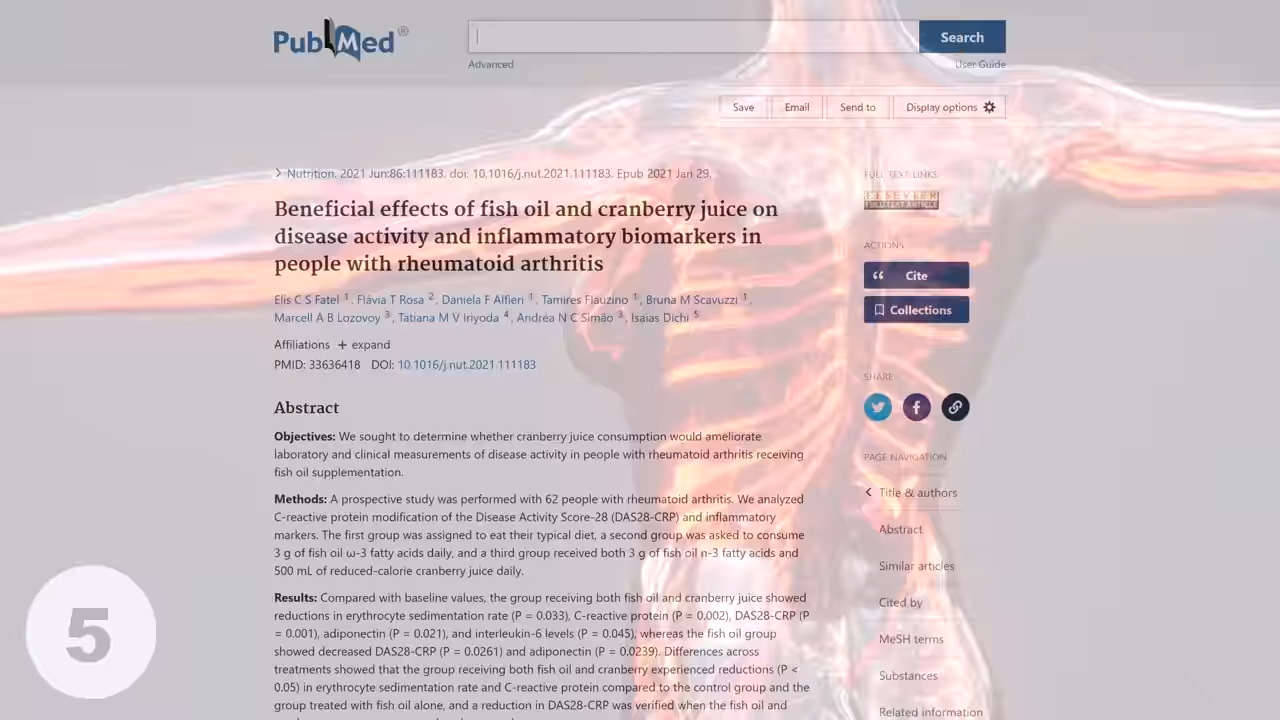 PubMed®
Search
Advanced
User Guide
Save
Email
Send to
Display options
Nutrition. 2021 Jun:86:111183. doi: 10.1016/j.nut.2021.111183. Epub 2021 Jan 29.
Beneficial effects of fish oil and cranberry juice on
disease activity and inflammatory biomarkers in
people with rheumatoid arthritis
Elis C S Fatel 1, Flávia T Rosa 2, Daniela F Alfieri 1, Tamires Flauzino 1, Bruna M Scavuzzi 1,
Marcell A B Lozovoy 3, Tatiana M V Iriyoda 4, Andréa N C Simão 3, Isaias Dichi 5
Affiliations + expand
PMID: 33636418 DOI: 10.1016/j.nut.2021.111183
Abstract
Objectives: We sought to determine whether cranberry juice consumption would ameliorate
laboratory and clinical measurements of disease activity in people with rheumatoid arthritis receiving
fish oil supplementation.
Methods: A prospective study was performed with 62 people with rheumatoid arthritis. We analyzed
C-reactive protein modification of the Disease Activity Score-28 (DAS28-CRP) and inflammatory
markers. The first group was assigned to eat their typical diet, a second group was asked to consume
3 g of fish oil ω-3 fatty acids daily, and a third group received both 3 g of fish oil n-3 fatty acids and
500 mL of reduced-calorie cranberry juice daily.
Results: Compared with baseline values, the group receiving both fish oil and cranberry juice showed
reductions in erythrocyte sedimentation rate (P = 0.033), C-reactive protein (P = 0.002), DAS28-CRP (P
= 0.001), adiponectin (P = 0.021), and interleukin-6 levels (P = 0.045), whereas the fish oil group
showed decreased DAS28-CRP (P = 0.0261) and adiponectin (P = 0.0239). Differences across
treatments showed that the group receiving both fish oil and cranberry experienced reductions (P <
0.05) in erythrocyte sedimentation rate and C-reactive protein compared to the control group and the
group treated with fish oil alone, and a reduction in DAS28-CRP was verified when the fish oil and
FULL TEXT LINKS
ELSEVIER
FULL-TEXT ARTICLE
ACTIONS
Cite
Collections
SHARE
PAGE NAVIGATION
Title & authors
Abstract
Similar articles
Cited by
MeSH terms
Substances
Related information
5